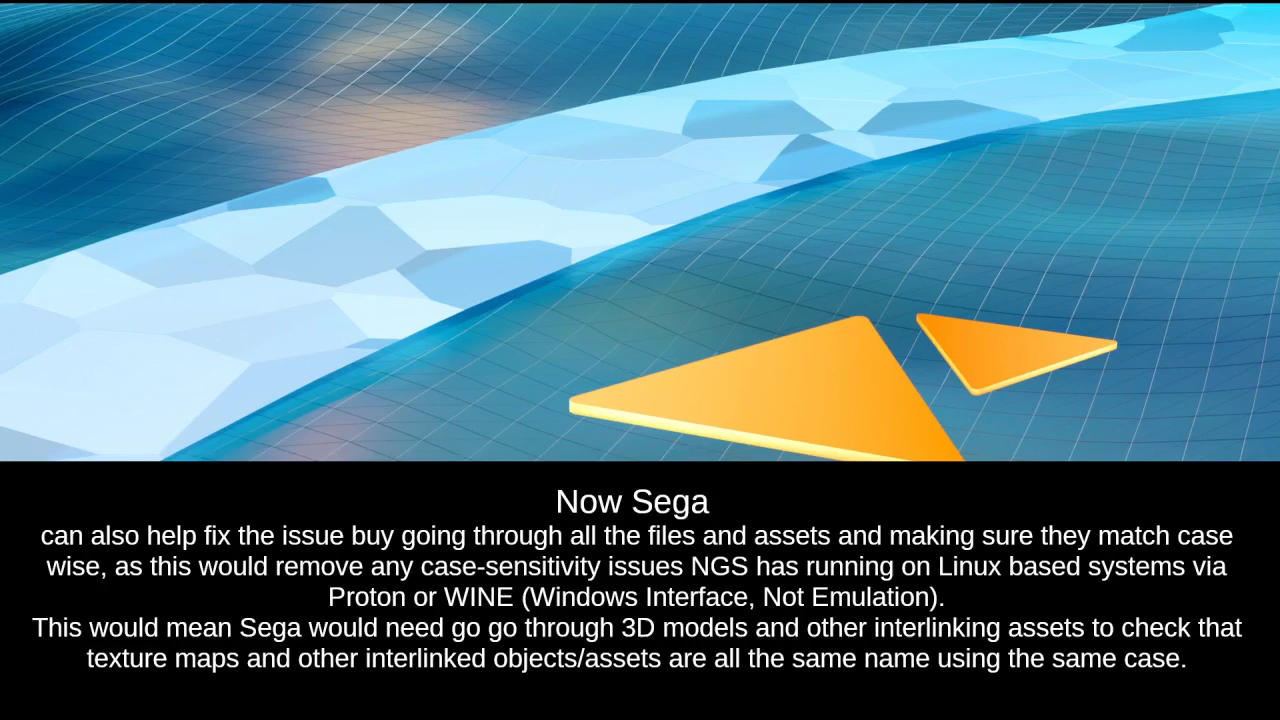 Now Sega
can also help fix the issue buy going through all the files and assets and making sure they match case
wise, as this would remove any case-sensitivity issues NGS has running on Linux based systems via
Proton or WINE (Windows Interface, Not Emulation).
This would mean Sega would need go go through 3D models and other interlinking assets to check that
texture maps and other interlinked objects/assets are all the same name using the same case.